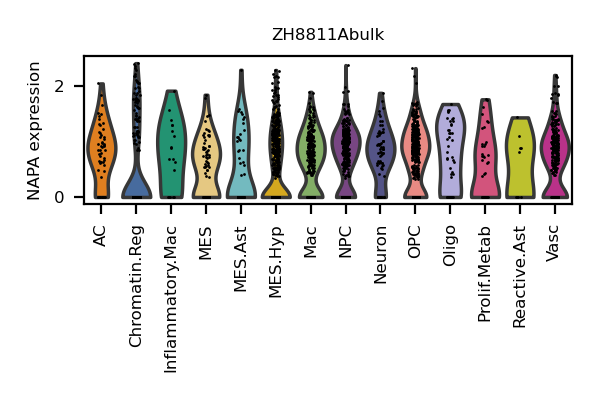 ZH8811Abulk
NAPA expression
2
0
AC
Chromatin.Reg
Inflammatory.Mac
MES
MES.Ast
MES.Hyp
Mac
NPC
Neuron
OPC
Oligo
Prolif.Metab
Reactive.Ast
Vasc